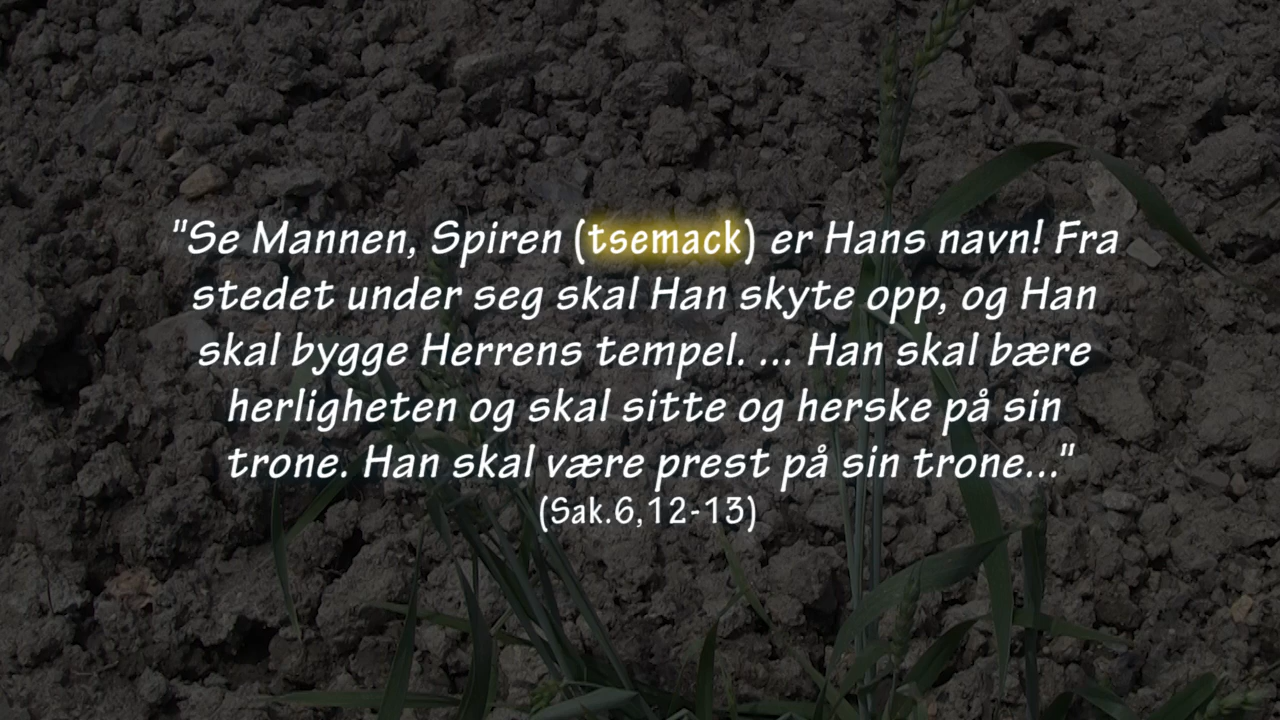 "Se Mannen, Spiren (tsemack) er Hans navn! Fra
stedet under seg skal Han skyte opp, og Han
skal bygge Herrens tempel. ... Han skal bære
herligheten og skal sitte og herske på sin
trone. Han skal være prest på sin trone..."
(Sak.6,12-13)